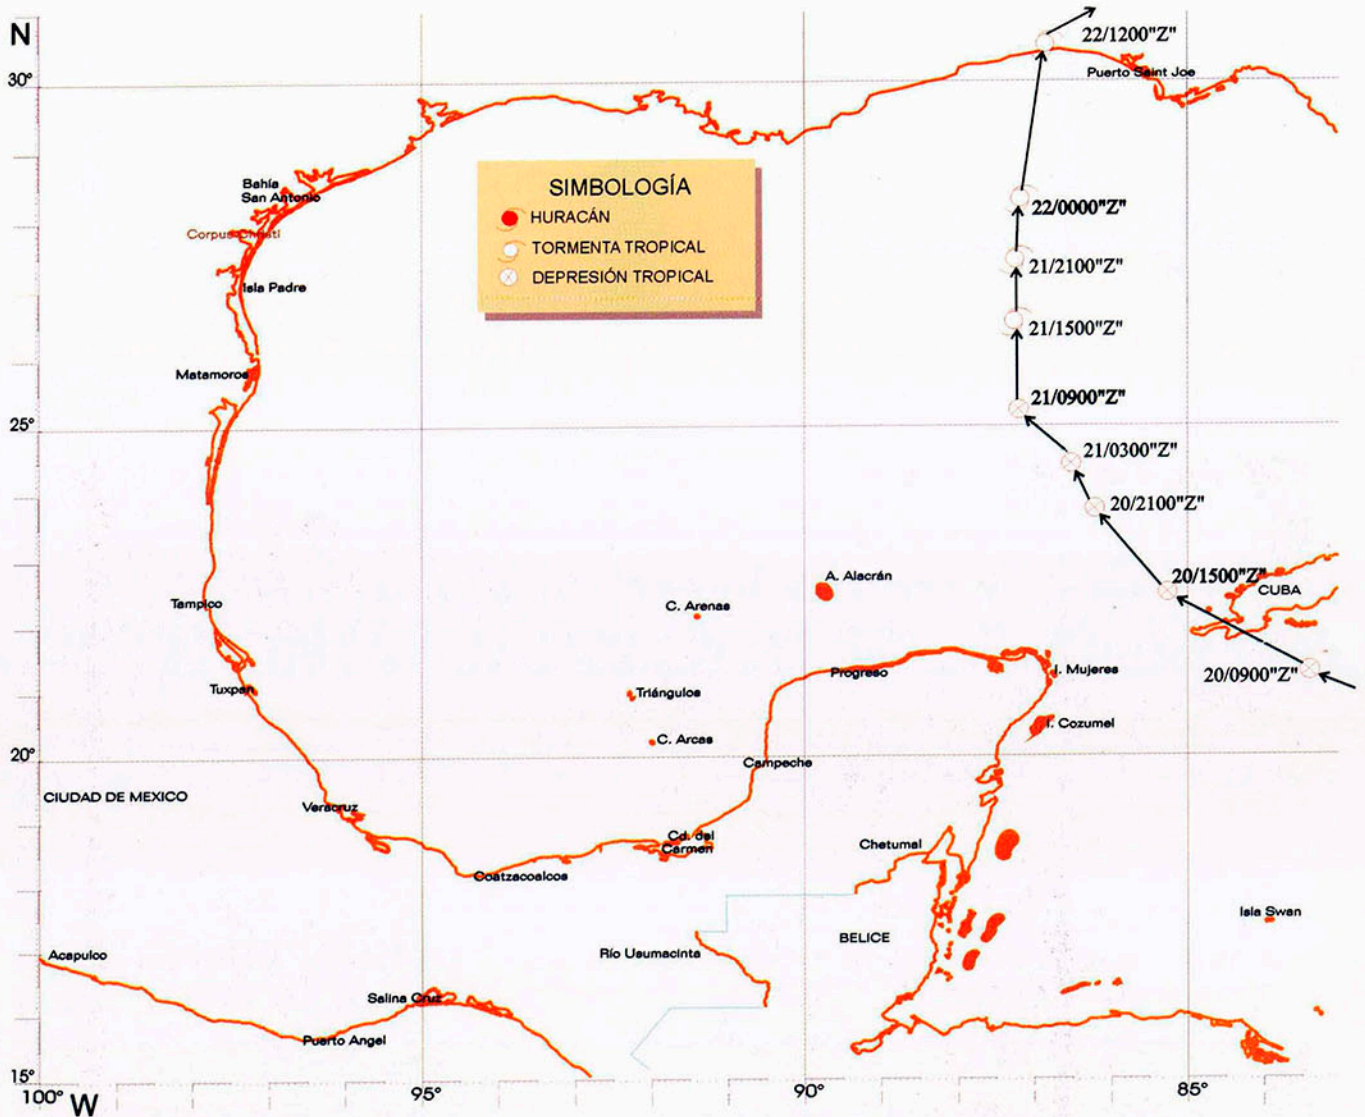 N
22/1200"Z"
30°
Puerto Saint Joe
SIMBOLOGÍA
HURACÁN
TORMENTA TROPICAL
DEPRESIÓN TROPICAL
Bahía
San Antonio
22/0000"Z"
Corpus Christi
21/2100"Z"
Isla Padre
21/1500"Z"
Matamoros
21/0900"Z"
25°
21/0300"Z"
20/2100"Z"
A. Alacrán
20/1500"Z"
CUBA
Tampico
C. Arenas
Progreso
I. Mujeres
20/0900"Z"
Tuxpan
Triángulos
I. Cozumel
C. Arcas
20°
Campeche
CIUDAD DE MEXICO
Veracruz
Cd. del
Carmen
Chetumal
Coatzacoalcos
Isla Swan
BELICE
Acapulco
Río Usumacinta
Salina Cruz
Puerto Angel
15°
100°
W
95°
90°
85°